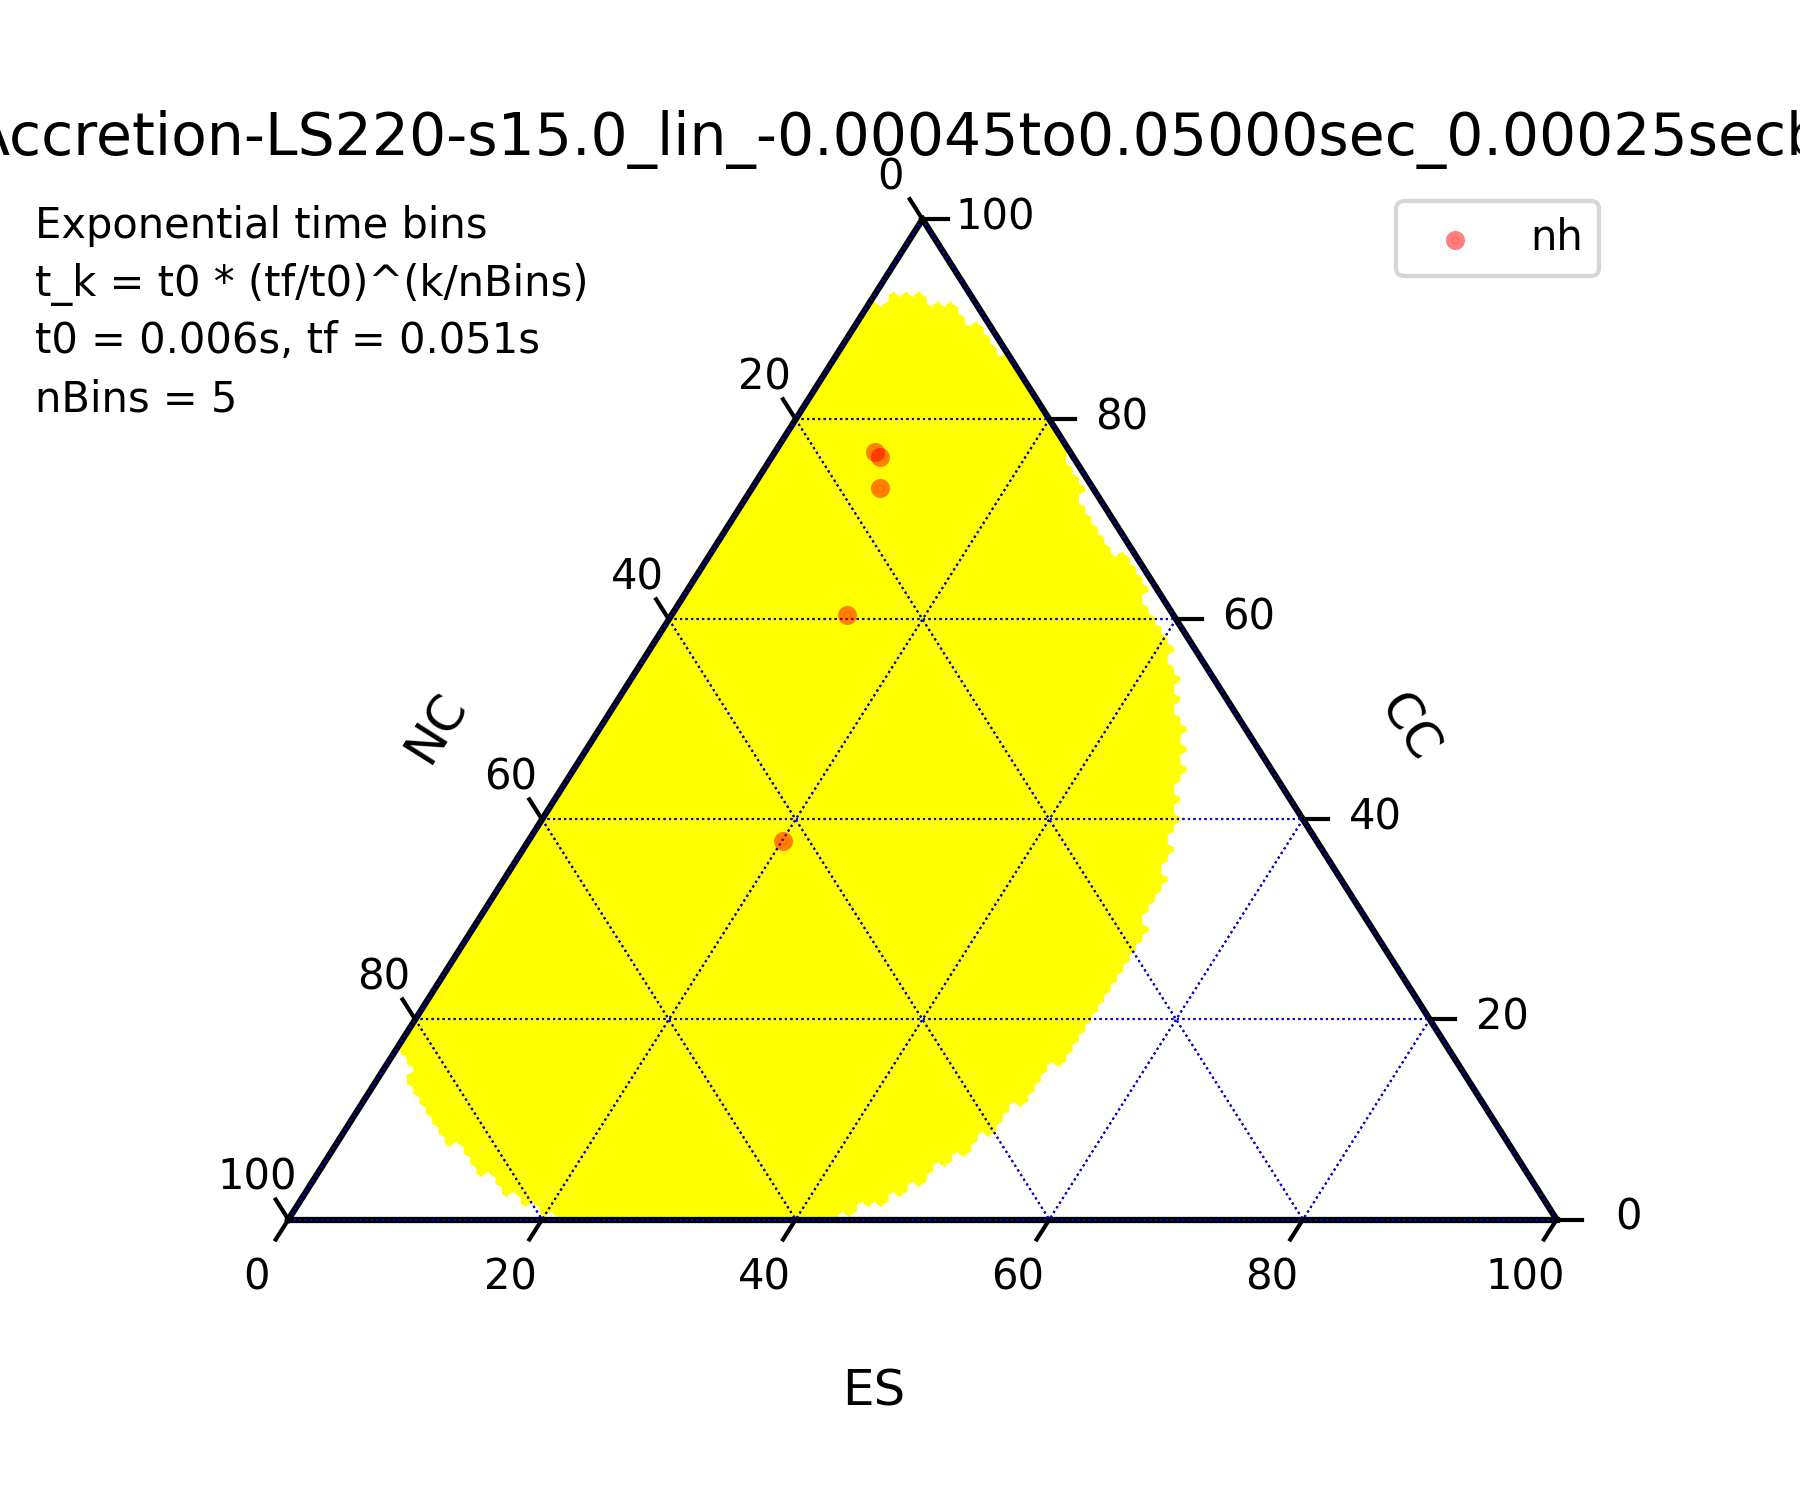 Accretion-LS220-s15.0_lin_-0.00045to0.05000sec_0.00025secb
Exponential time bins
t_k = t0 * (tf/t0)^(k/nBins)
t0 = 0.006s, tf = 0.051s
nBins = 5
nh
0
100
20
80
40
60
NC
CC
60
40
80
20
100
0
0
20
40
60
80
100
ES